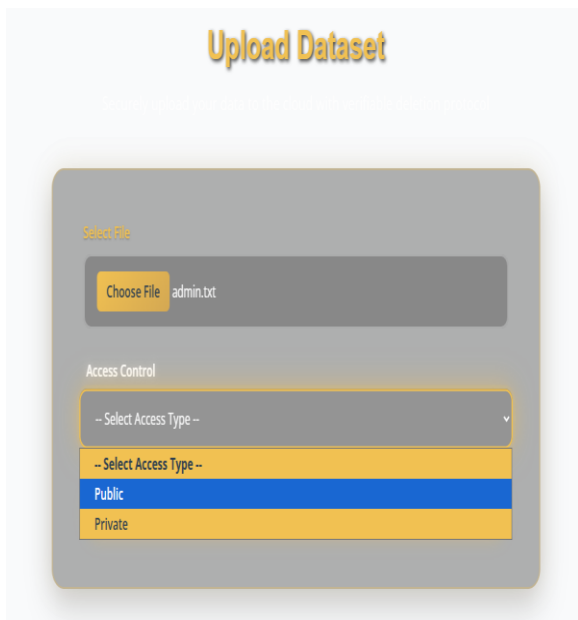 Upload Dataset
Select File
Choose File admin.txt
Access Control
-- Select Access Type --
-- Select Access Type --
Public
Private